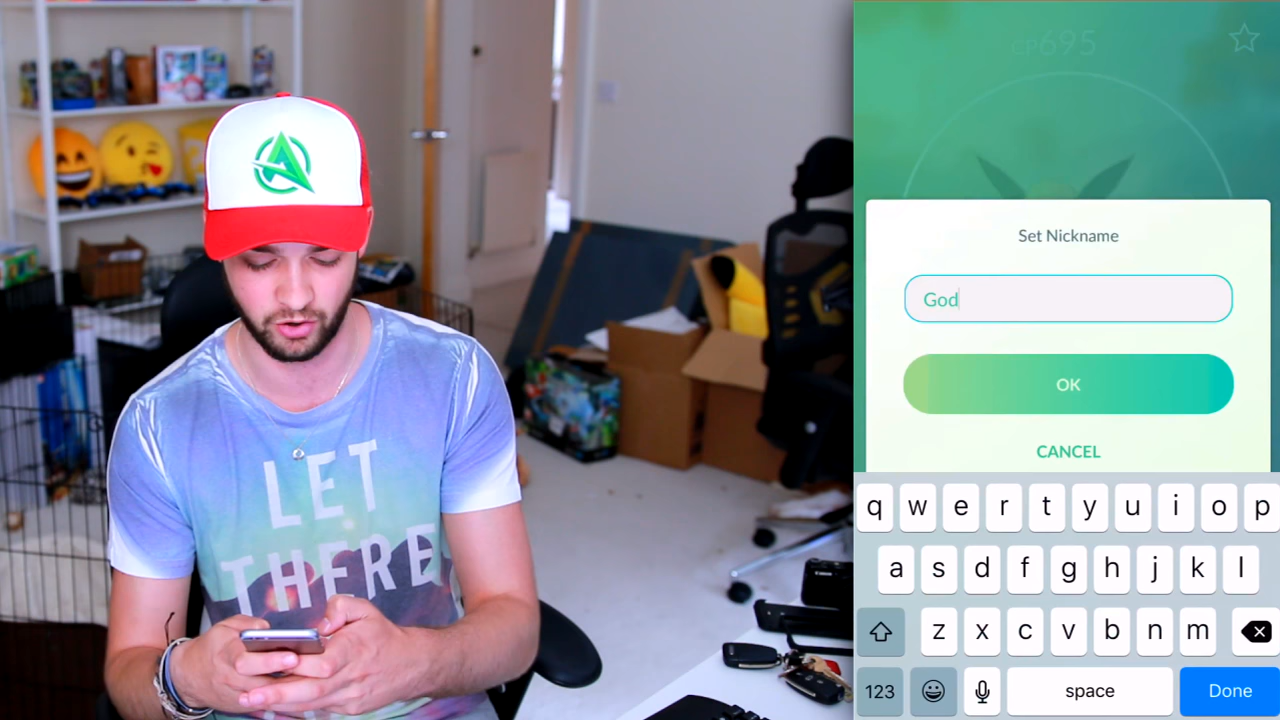 LET
THERE
CP695
Set Nickname
God
OK
CANCEL
q w e r t y u i o p
a s d f g h j k l
z x c v b n m
123 space Done